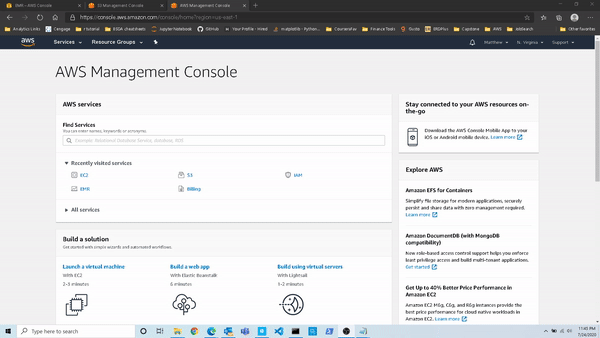 EMR – AWS Console
S3 Management Console
AWS Management Console
https://console.aws.amazon.com/console/home?region=us-east-1
Analytics Links
Cengage
Tutorial
EGDA cheatsheets
Jupyter Notebook
GitHub
Your Profile - Hired
matplotlib - Python...
CoursesFav
Finance Tools
Guide
Capstone
AWS
JobSearch
Other favorites
aws
Services
Resource Groups
Matthew
N. Virginia
Support
AWS Management Console
AWS services
Find Services
You can enter names, keywords or acronyms.
Example: Relational Database Service, database, RDS
Recently visited services
EC2
S3
IAM
EMR
Billing
All services
Build a solution
Get started with simple wizards and automated workflows.
Launch a virtual machine
With EC2
2-3 minutes
Build a web app
With Elastic Beanstalk
6 minutes
Build using virtual servers
With Lightsail
1-2 minutes
Stay connected to your AWS resources on-
the-go
Download the AWS Console Mobile App to your
iOS or Android mobile device. Learn more
Explore AWS
Amazon EFS for Containers
Simplify file storage for modern applications, securely
persist and share data with zero management required.
Learn more
Amazon DocumentDB (with MongoDB
compatibility)
New role-based access control support helps you enforce
least privilege access and build multi-tenant applications.
Get started
Get Up to 40% Better Price Performance in
Amazon EC2
Amazon EC2 M6g, C6g, and R6g instances provide the
best price performance for cloud native workloads in
Amazon EC2. Learn more
Type here to search
11:41 PM
7/26/2020